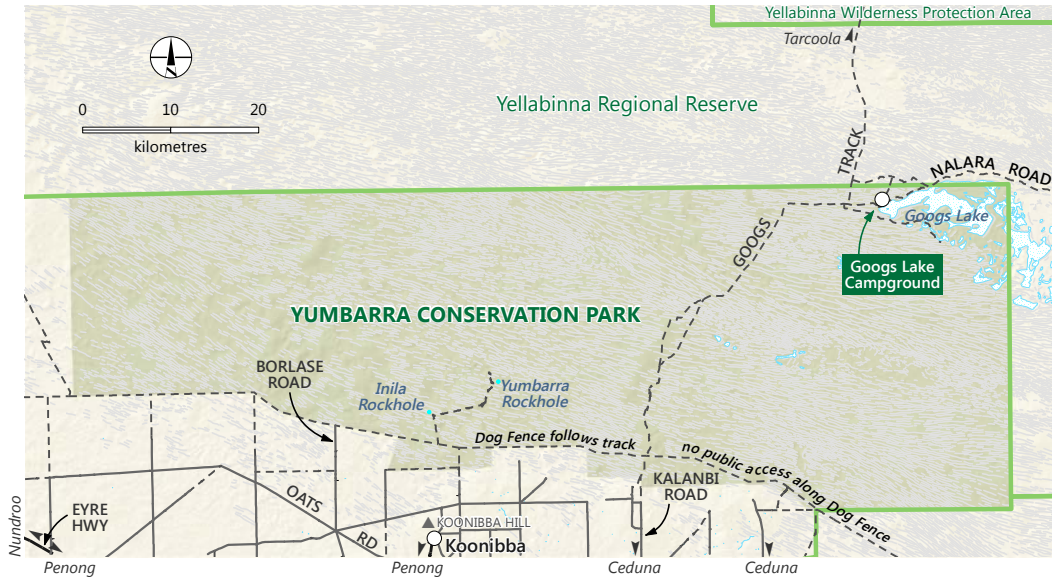 Yellabinna Wilderness Protection Area
Tarcoola
N
0 10 20
kilometres
Yellabinna Regional Reserve
TRACK
NALARA ROAD
Googs Lake
GOOGS
Googs Lake
Campground
YUMBARRA CONSERVATION PARK
BORLASE
ROAD
Inila
Rockhole
Yumbarra
Rockhole
Dog Fence follows track
no public access along Dog Fence
KALANBI
ROAD
OATS
RD
EYRE
HWY
Nundroo
KOONIBBA HILL
Koonibba
Penong
Penong
Ceduna
Ceduna